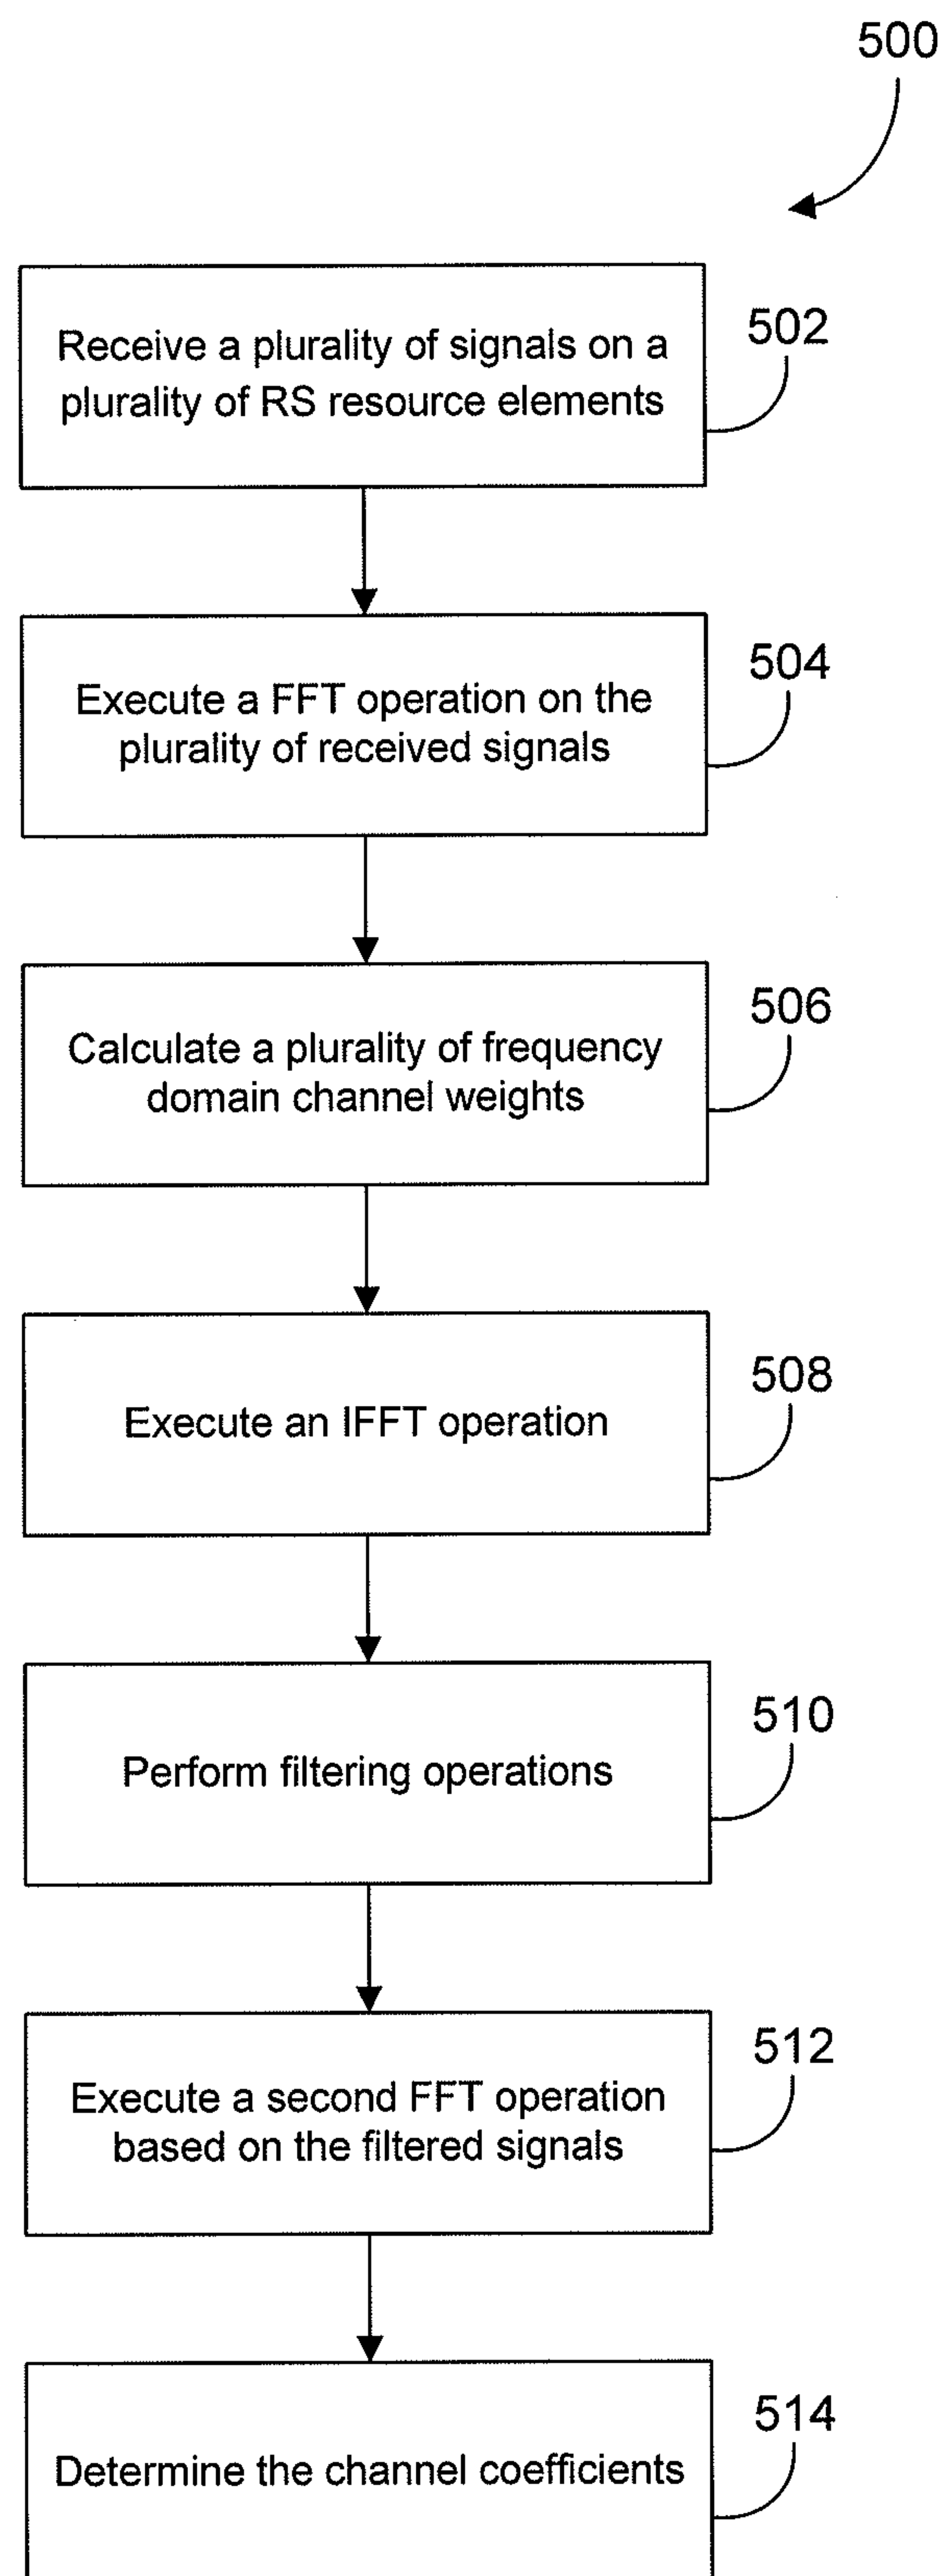 500
Receive a plurality of signals on a
plurality of RS resource elements
502
Execute a FFT operation on the
plurality of received signals
504
Calculate a plurality of frequency
domain channel weights
506
Execute an IFFT operation
508
Perform filtering operations
510
Execute a second FFT operation
based on the filtered signals
512
Determine the channel coefficients
514